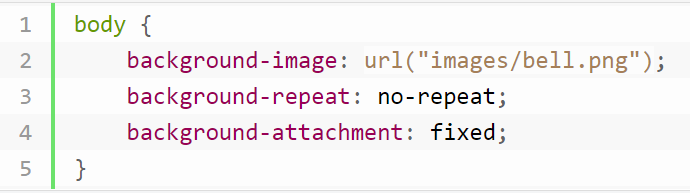 1 body {
2 background-image: url("images/bell.png");
3 background-repeat: no-repeat;
4 background-attachment: fixed;
5 }